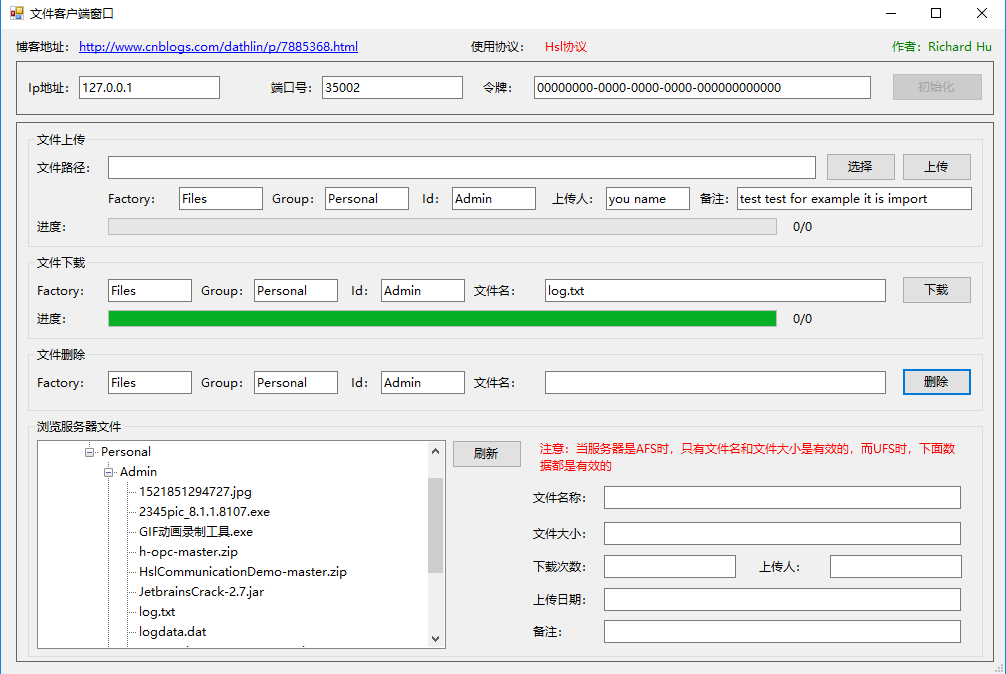 文件客户端窗口
博客地址: http://www.cnblogs.com/dathlin/p/7885368.html 使用协议: Hsl协议 作者: Richard Hu
Ip地址: 127.0.0.1 端口号: 35002 令牌: 00000000-0000-0000-0000-000000000000 初始化
文件上传
文件路径: 选择 上传
Factory: Files Group: Personal Id: Admin 上传人: you name 备注: test test for example it is import
进度: 0/0
文件下载
Factory: Files Group: Personal Id: Admin 文件名: log.txt 下载
进度: 0/0
文件删除
Factory: Files Group: Personal Id: Admin 文件名: 删除
浏览服务器文件
Personal
Admin
1521851294727.jpg
2345pic_8.1.1.8107.exe
GIF动画录制工具.exe
h-opc-master.zip
HslCommunicationDemo-master.zip
JetbrainsCrack-2.7.jar
log.txt
logdata.dat
刷新
注意: 当服务器是AFS时, 只有文件名和文件大小是有效的, 而UFS时, 下面数
据都是有效的
文件名称:
文件大小:
下载次数: 上传人:
上传日期:
备注: